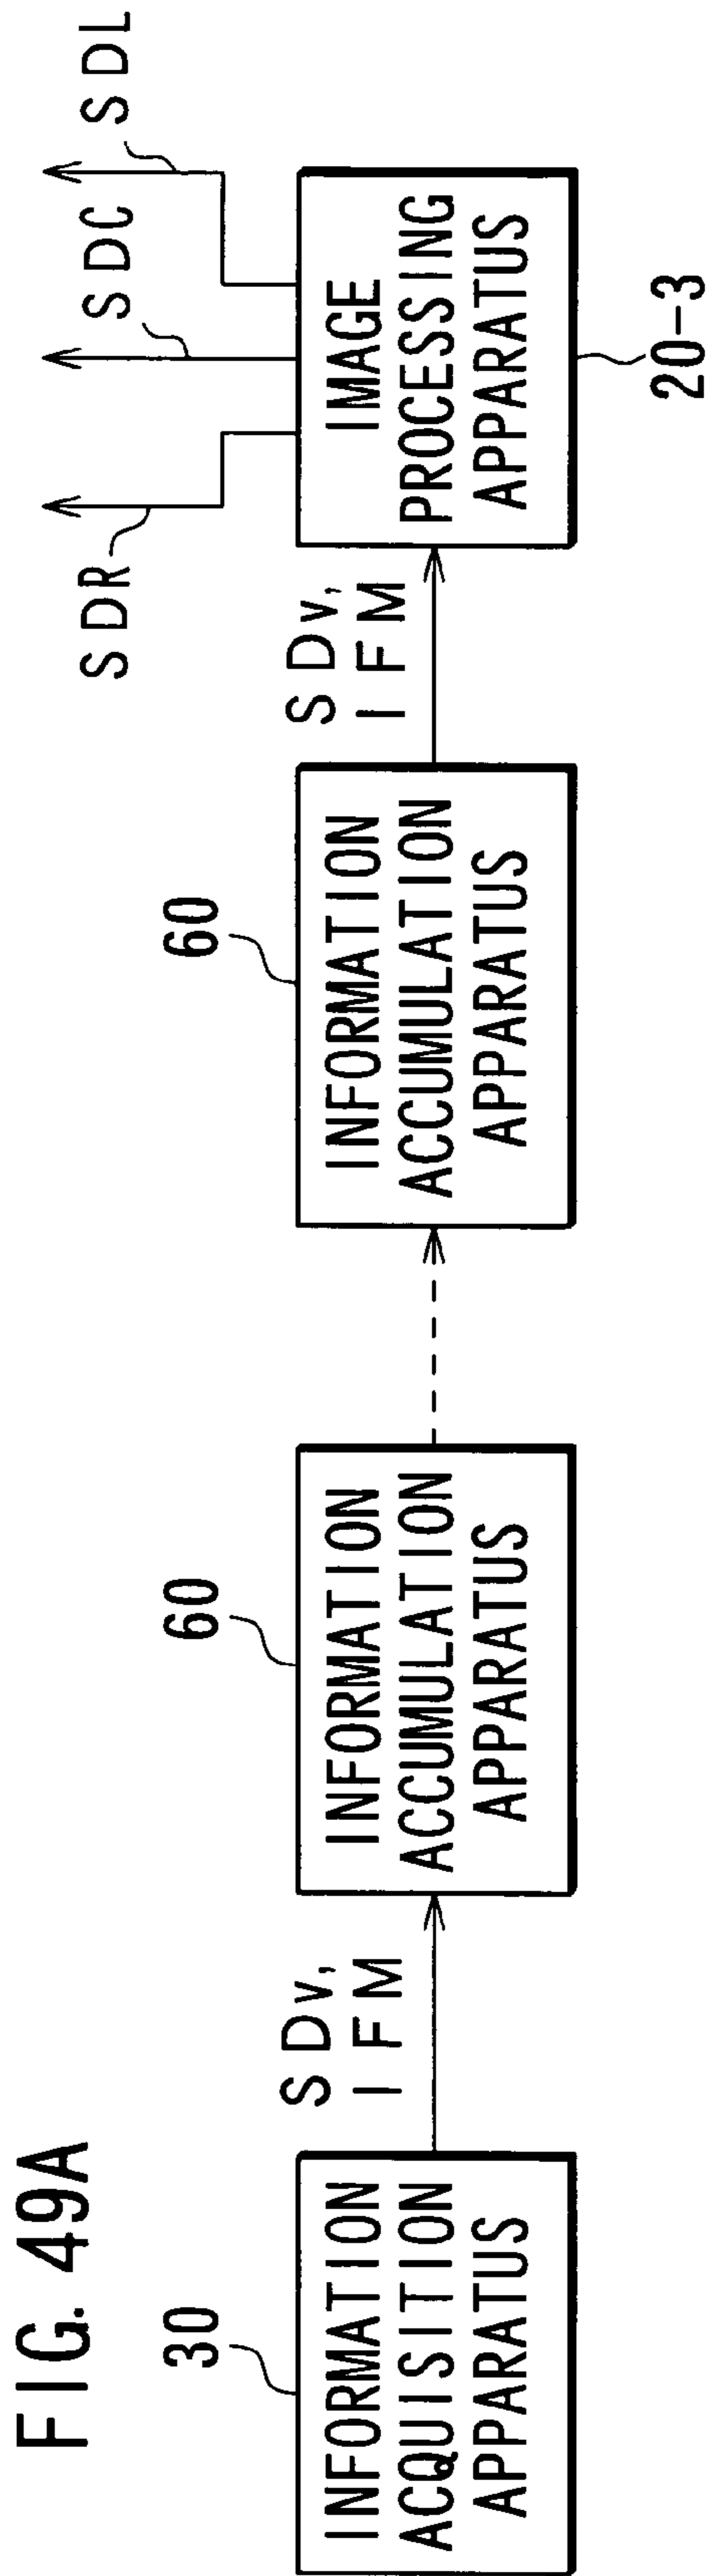 FIG. 49A
30
INFORMATION
ACQUISITION
APPARATUS
SDv,
IFM
60
INFORMATION
ACCUMULATION
APPARATUS
60
INFORMATION
ACCUMULATION
APPARATUS
SDv,
IFM
IMAGE
PROCESSING
APPARATUS
20-3
SDR
SDC
SDL